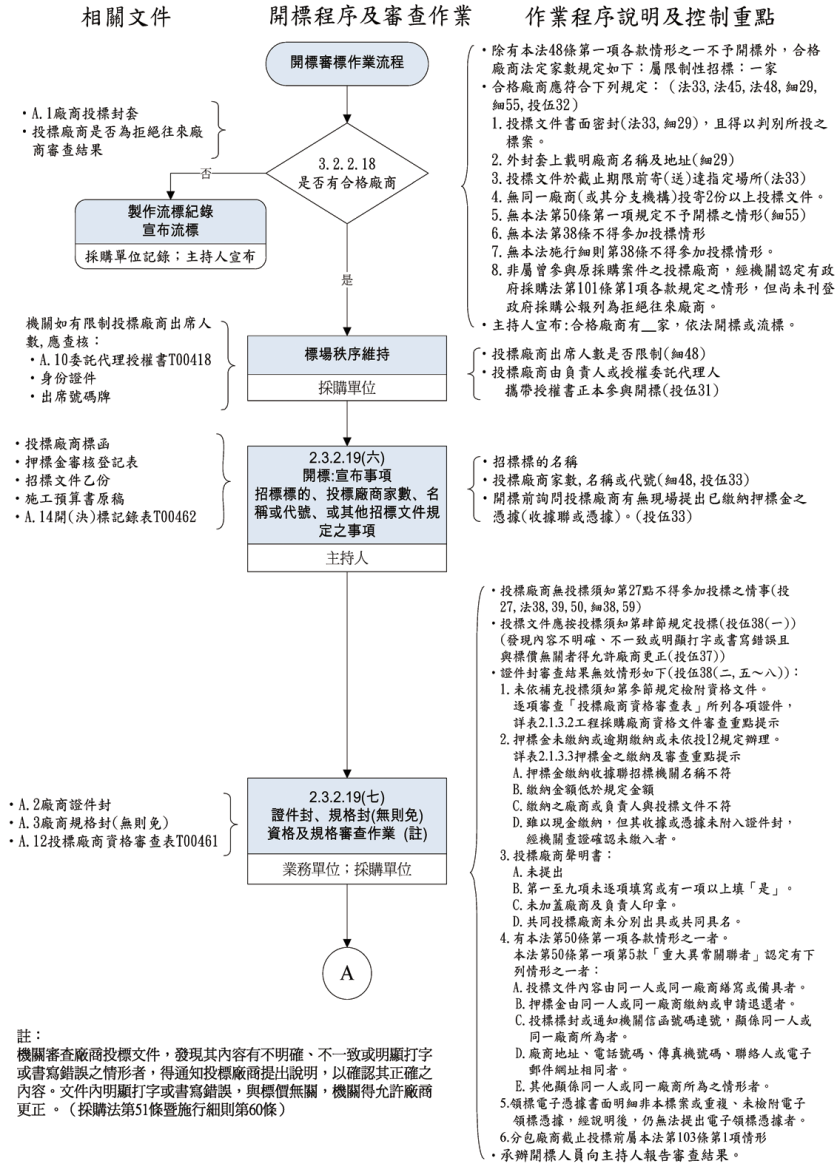 相關文件
開標程序及審查作業
作業程序說明及控制重點
開標審標作業流程
・A.1廠商投標封套
・投標廠商是否為拒絕往來廠
商審查結果
3.2.2.18
是否有合格廠商
否
製作流標紀錄
宣布流標
採購單位記錄；主持人宣布
是
・除有本法48條第一項各款情形之一不予開標外，合格
廠商法定家數規定如下：屬限制性招標：一家
・合格廠商應符合下列規定：（法33,法45,法48,細29,
細55,投伍32）
1.投標文件書面密封(法33,細29)，且得以判別所投之
標案。
2.外封套上載明廠商名稱及地址(細29)
3.投標文件於截止期限前寄(送)達指定場所(法33)
4.無同一廠商(或其分支機構)投寄2份以上投標文件。
5.無本法第50條第一項規定不予開標之情形(細55)
6.無本法第38條不得參加投標情形
7.無本法施行細則第38條不得參加投標情形。
8.非屬曾參與原採購案件之投標廠商，經機關認定有政
府採購法第101條第1項各款規定之情形，但尚未刊登
政府採購公報列為拒絕往來廠商。
・主持人宣布:合格廠商有__家，依法開標或流標。
機關如有限制投標廠商出席人
數,應查核：
・A.10委託代理授權書T00418
・身份證件
・出席號碼牌
標場秩序維持
採購單位
・投標廠商出席人數是否限制(細48)
・投標廠商由負責人或授權委託代理人
攜帶授權書正本參與開標(投伍31)
・投標廠商標函
・押標金審核登記表
・招標文件乙份
・施工預算書原稿
・A.14開(決)標記錄表T00462
2.3.2.19(六)
開標:宣布事項
招標標的、投標廠商家數、名
稱或代號、或其他招標文件規
定之事項
主持人
・招標標的名稱
・投標廠商家數,名稱或代號(細48,投伍33)
・開標前詢問投標廠商有無現場提出已繳納押標金之
憑據(收據聯或憑據)。(投伍33)
・A.2廠商證件封
・A.3廠商規格封(無則免)
・A.12投標廠商資格審查表T00461
2.3.2.19(七)
證件封、規格封(無則免)
資格及規格審查作業 (註)
業務單位；採購單位
A
・投標廠商無投標須知第27點不得參加投標之情事(投
27,法38,39,50,細38,59)
・投標文件應按投標須知第肆節規定投標(投伍38(一))
(發現內容不明確、不一致或明顯打字或書寫錯誤且
與標價無關者得允許廠商更正(投伍37))
・證件封審查結果無效情形如下(投伍38(二,五～八))：
1.未依補充投標須知第參節規定檢附資格文件。
逐項審查「投標廠商資格審查表」所列各項證件，
詳表2.1.3.2工程採購廠商資格文件審查重點提示
2.押標金未繳納或逾期繳納或未依投12規定辦理。
詳表2.1.3.3押標金之繳納及審查重點提示
A.押標金繳納收據聯招標機關名稱不符
B.繳納金額低於規定金額
C.繳納之廠商或負責人與投標文件不符
D.雖以現金繳納，但其收據或憑據未附入證件封，
經機關查證確認未繳入者。
3.投標廠商聲明書：
A.未提出
B.第一至九項未逐項填寫或有一項以上填「是」。
C.未加蓋廠商及負責人印章。
D.共同投標廠商未分別出具或共同具名。
4.有本法第50條第一項各款情形之一者。
本法第50條第一項第5款「重大異常關聯者」認定有下
列情形之一者：
A.投標文件內容由同一人或同一廠商繕寫或備具者。
B.押標金由同一人或同一廠商繳納或申請退還者。
C.投標標封或通知機關信函號碼連號，顯係同一人或
同一廠商所為者。
D.廠商地址、電話號碼、傳真機號碼、聯絡人或電子
郵件網址相同者。
E.其他顯係同一人或同一廠商所為之情形者。
5.領標電子憑據書面明細非本標案或重複、未檢附電子
領標憑據，經說明後，仍無法提出電子領標憑據者。
6.分包廠商截止投標前屬本法第103條第1項情形
・承辦開標人員向主持人報告審查結果。
註：
機關審查廠商投標文件，發現其內容有不明確、不一致或明顯打字
或書寫錯誤之情形者，得通知投標廠商提出說明，以確認其正確之
內容。文件內明顯打字或書寫錯誤，與標價無關，機關得允許廠商
更正 。（採購法第51條暨施行細則第60條）